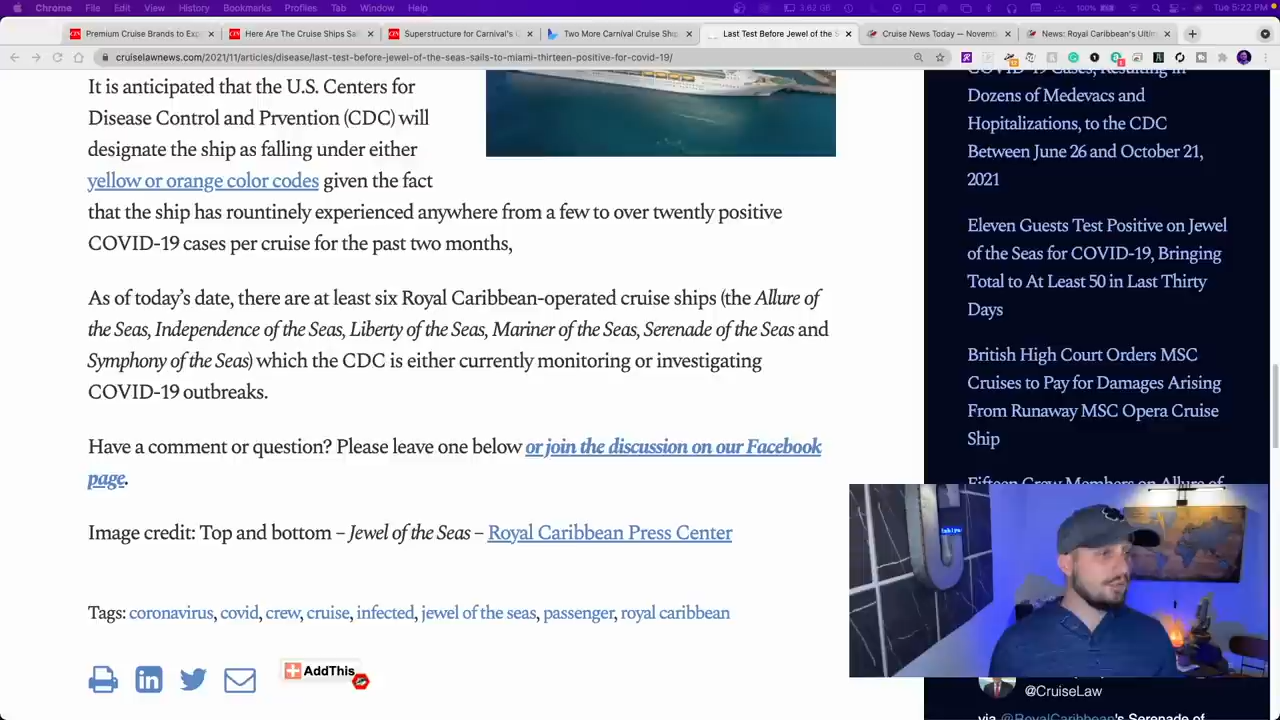 Chrome File Edit View History Bookmarks Profiles Tab Window Help 3.62 GB 100% Tue 5:22 PM
Premium Cruise Brands to Exp Here Are The Cruise Ships Sai Superstructure for Carnival's Two More Carnival Cruise Ship Last Test Before Jewel of the S Cruise News Today — Novemb News: Royal Caribbean's Ultim
cruiselawnews.com/2021/11/articles/disease/last-test-before-jewel-of-the-seas-sails-to-miami-thirteen-positive-for-covid-19/
It is anticipated that the U.S. Centers for
Disease Control and Prvention (CDC) will
designate the ship as falling under either
yellow or orange color codes given the fact
that the ship has rountinely experienced anywhere from a few to over twently positive
COVID-19 cases per cruise for the past two months,
As of today's date, there are at least six Royal Caribbean-operated cruise ships (the Allure of
the Seas, Independence of the Seas, Liberty of the Seas, Mariner of the Seas, Serenade of the Seas and
Symphony of the Seas) which the CDC is either currently monitoring or investigating
COVID-19 outbreaks.
Have a comment or question? Please leave one below or join the discussion on our Facebook
page.
Image credit: Top and bottom – Jewel of the Seas – Royal Caribbean Press Center
Tags: coronavirus, covid, crew, cruise, infected, jewel of the seas, passenger, royal caribbean
AddThis
COVID-19 Cases, Resulting in
Dozens of Medevacs and
Hopitalizations, to the CDC
Between June 26 and October 21,
2021
Eleven Guests Test Positive on Jewel
of the Seas for COVID-19, Bringing
Total to At Least 50 in Last Thirty
Days
British High Court Orders MSC
Cruises to Pay for Damages Arising
From Runaway MSC Opera Cruise
Ship
Fifteen Crew Members on Allure of
@CruiseLaw
via @RoyalCaribbean's Serenade of